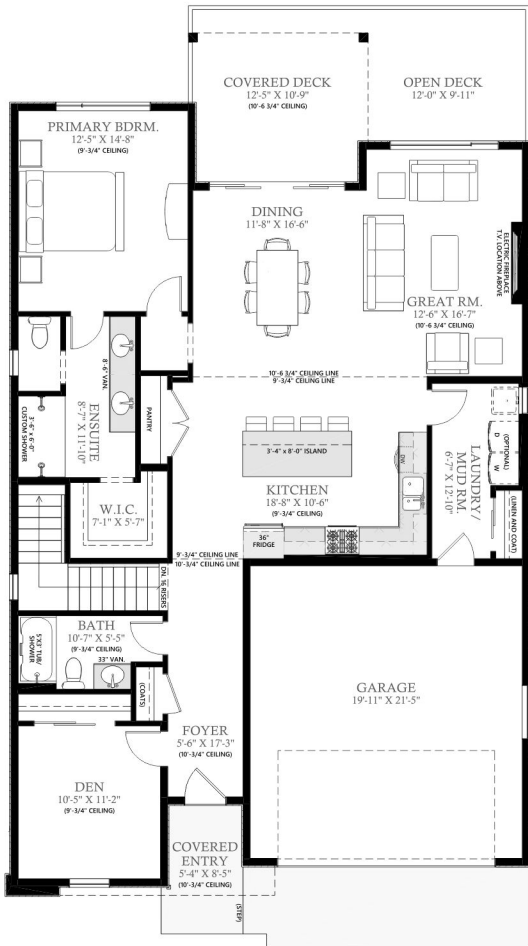 COVERED DECK
12'-5" X 10'-9"
(10'-6 3/4" CEILING)
OPEN DECK
12'-0" X 9'-11"
PRIMARY BDRM.
12'-5" X 14'-8"
(9'-3/4" CEILING)
DINING
11'-8" X 16'-6"
ELECTRIC FIREPLACE
T.V. LOCATION ABOVE
GREAT RM.
12'-6" X 16'-7"
(10'-6 3/4" CEILING)
8'-6" VAN.
10'-6 3/4" CEILING LINE
9'-3/4" CEILING LINE
ENSUITE
8'-7" X 11'-10"
3'-6" x 6'-0"
CUSTOM SHOWER
PANTRY
3'-4" x 8'-0" ISLAND
DW
(OPTIONAL)
D
W
LAUNDRY/
MUD RM.
6'-7" X 12'-10"
(LINEN AND COAT)
KITCHEN
18'-8" X 10'-6"
(9'-3/4" CEILING)
W.I.C.
7'-1" X 5'-7"
36"
FRIDGE
9'-3/4" CEILING LINE
10'-3/4" CEILING LINE
DN. 16 RISERS
BATH
10'-7" X 5'-5"
(9'-3/4" CEILING)
33" VAN.
5'X3' TUB/
SHOWER
(COATS)
FOYER
5'-6" X 17'-3"
(10'-3/4" CEILING)
GARAGE
19'-11" X 21'-5"
DEN
10'-5" X 11'-2"
(9'-3/4" CEILING)
COVERED
ENTRY
5'-4" X 8'-5"
(10'-3/4" CEILING)
(STEP)